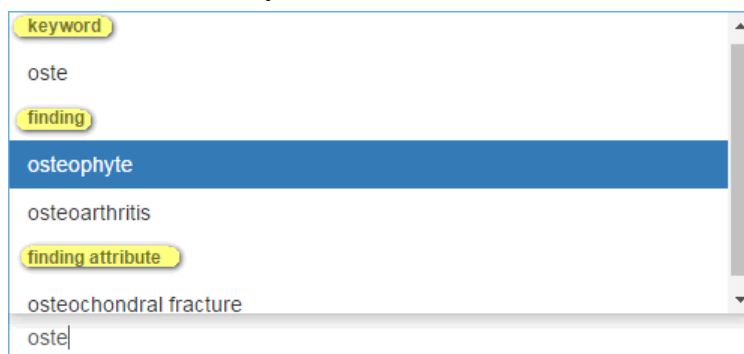 keyword
oste
finding
osteophyte
osteoarthritis
finding attribute
osteochondral fracture
oste